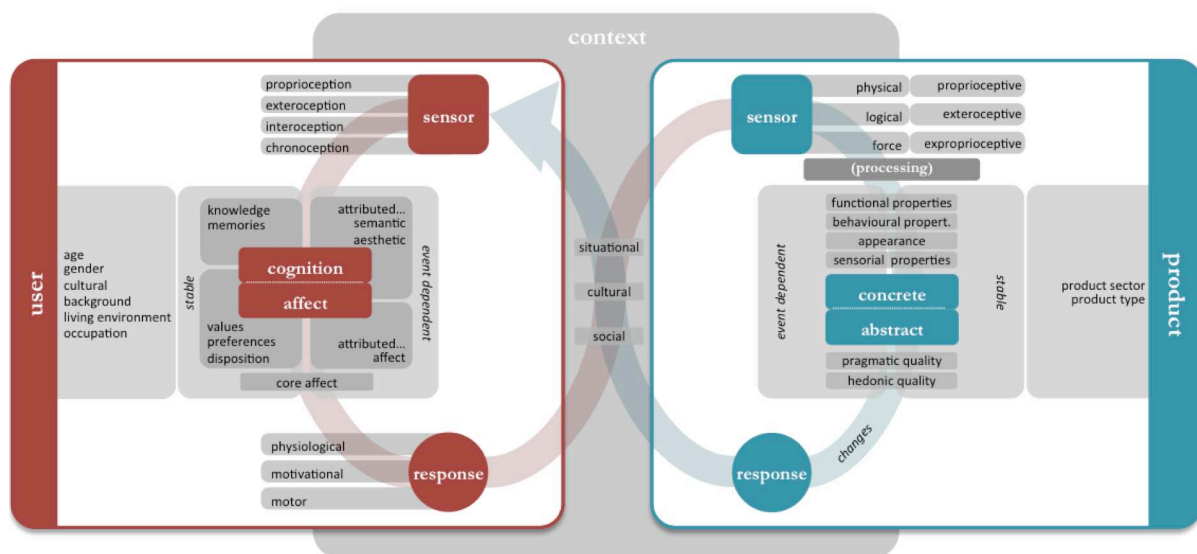 context
user
proprioception
exteroception
interoception
chronoception
sensor
age
gender
cultural
background
living environment
occupation
stable
knowledge
memories
attributed...
semantic
aesthetic
cognition
affect
event dependent
values
preferences
disposition
attributed...
affect
core affect
physiological
motivational
motor
response
situational
cultural
social
sensor
physical
proprioceptive
logical
exteroceptive
force
exproprioceptive
(processing)
event dependent
functional properties
behavioural propert.
appearance
sensorial properties
concrete
abstract
pragmatic quality
hedonic quality
stable
product sector
product type
response
changes
product